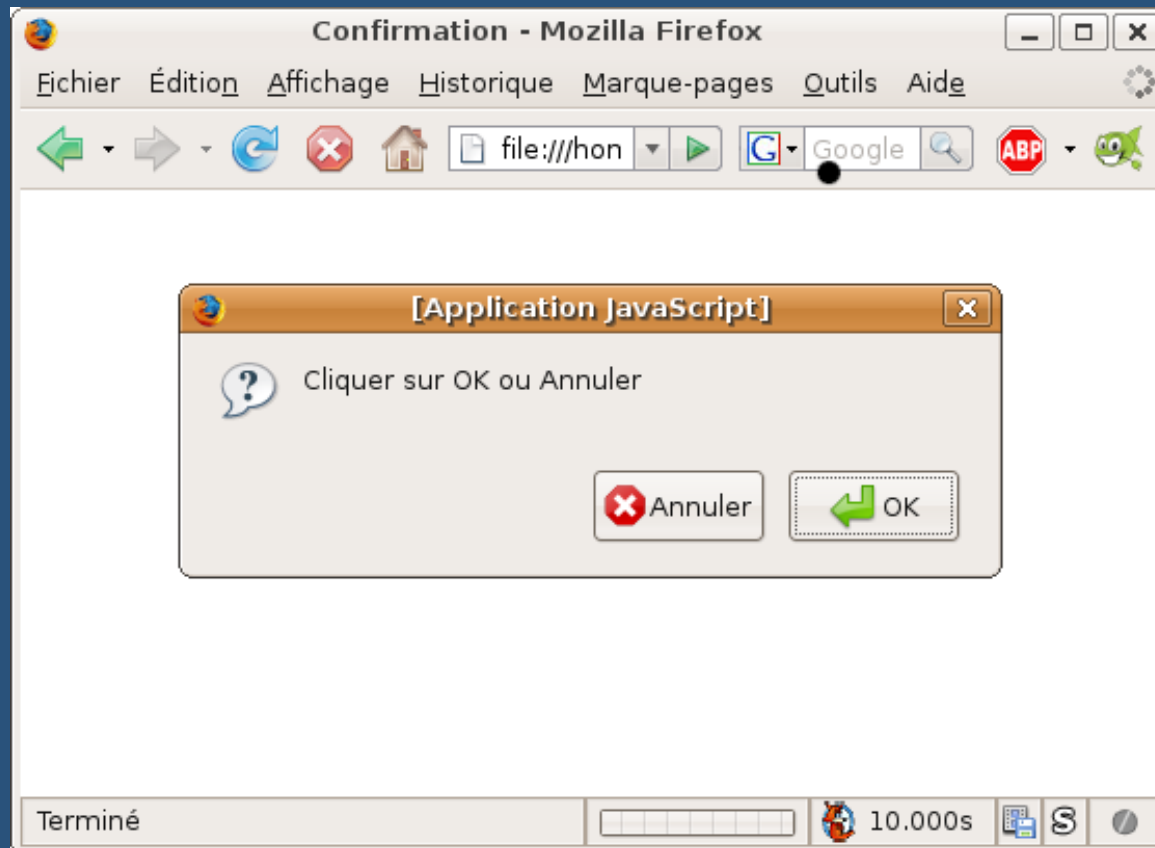 Confirmation - Mozilla Firefox
Fichier Édition Affichage Historique Marque-pages Outils Aide
file:///hon G Google ABP
[Application JavaScript]
Cliquer sur OK ou Annuler
Annuler OK
Terminé 10.000s S